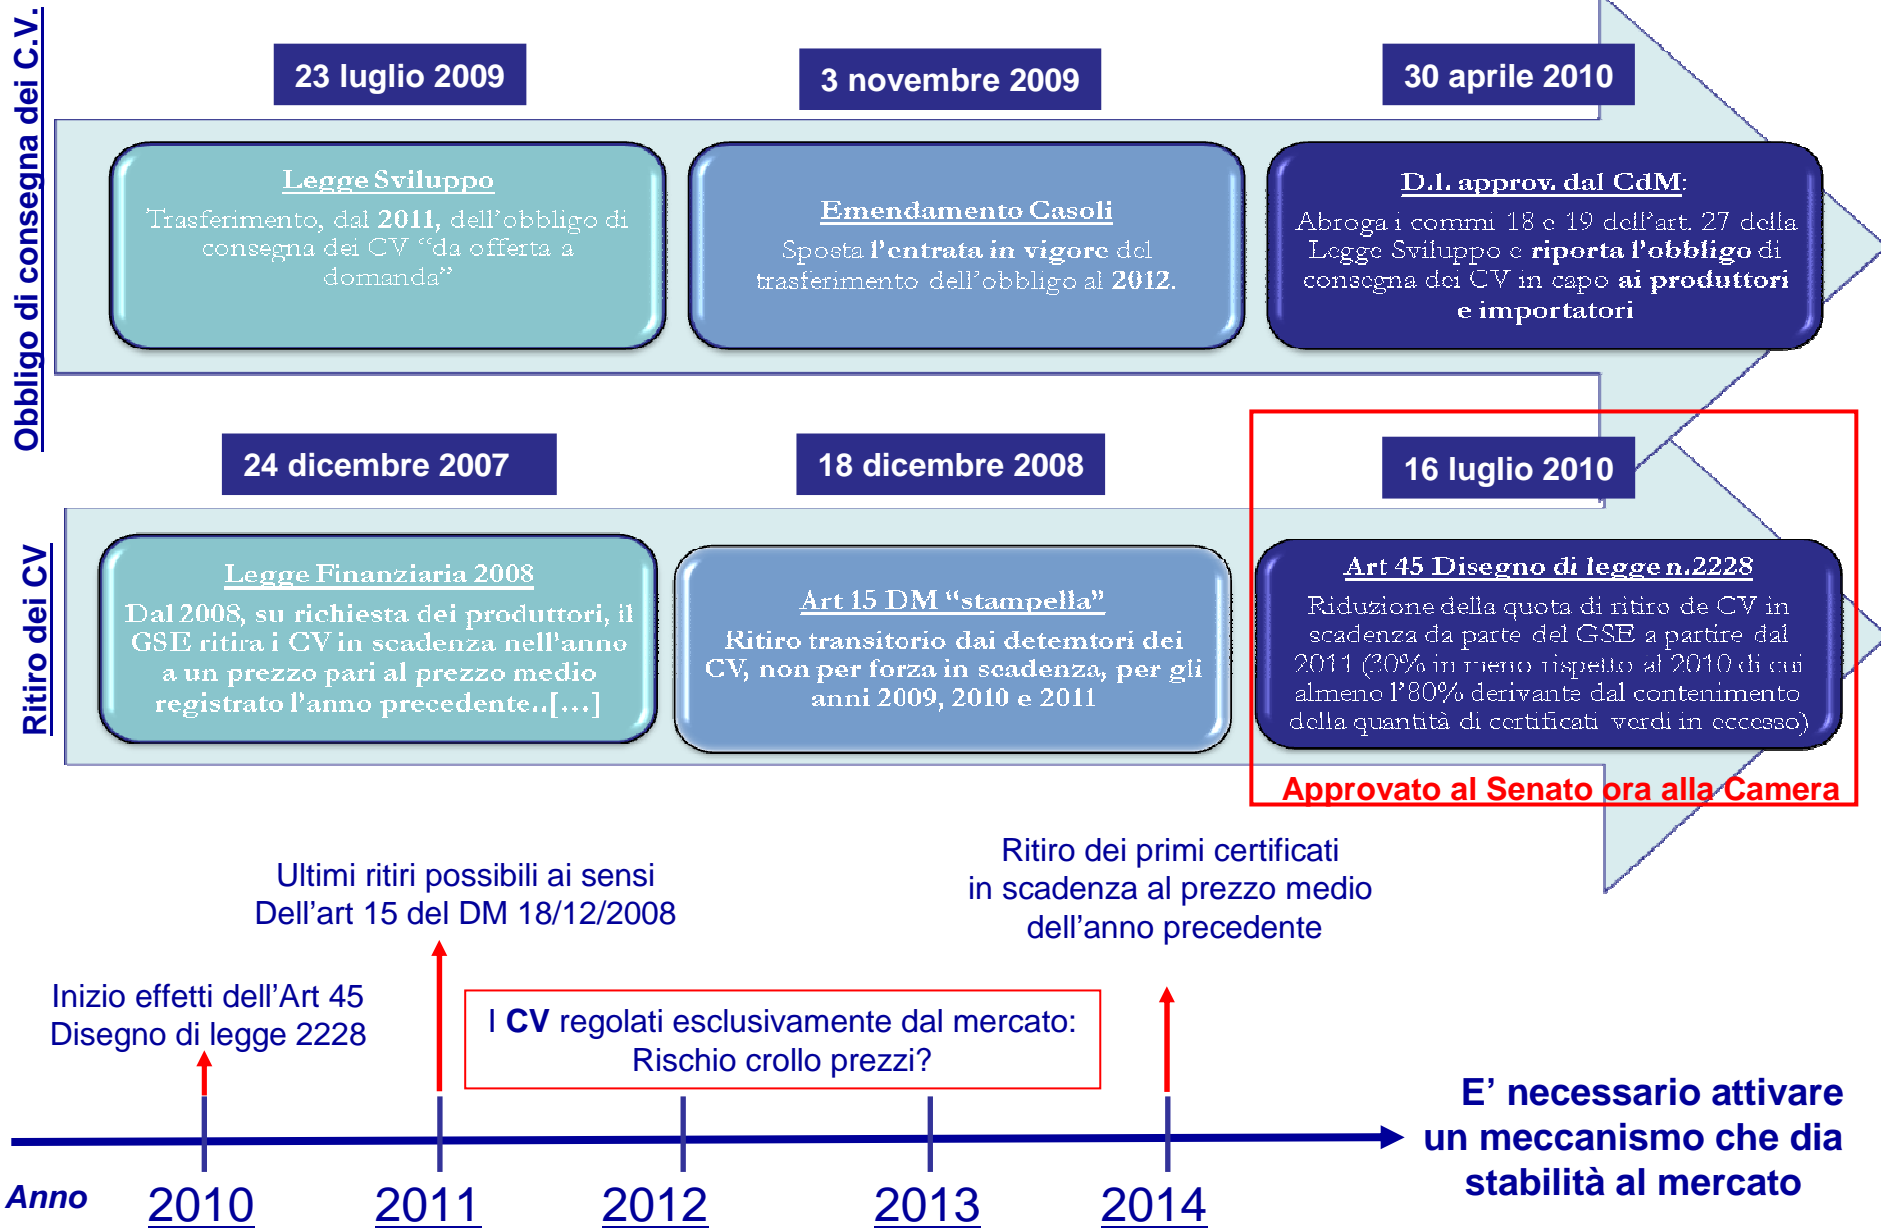 Obbligo di consegna dei C.V.
23 luglio 2009
3 novembre 2009
30 aprile 2010
Legge Sviluppo
Trasferimento, dal 2011, dell'obbligo di
consegna dei CV “da offerta a
domanda”
Emendamento Casoli
Sposta l'entrata in vigore del
trasferimento dell'obbligo al 2012.
D.l. approv. dal CdM:
Abroga i commi 18 e 19 dell'art. 27 della
Legge Sviluppo e riporta l'obbligo di
consegna dei CV in capo ai produttori
e importatori
Ritiro dei CV
24 dicembre 2007
18 dicembre 2008
16 luglio 2010
Legge Finanziaria 2008
Dal 2008, su richiesta dei produttori, il
GSE ritira i CV in scadenza nell'anno
a un prezzo pari al prezzo medio
registrato l'anno precedente..[…]
Art 15 DM “stampella”
Ritiro transitorio dai detemtori dei
CV, non per forza in scadenza, per gli
anni 2009, 2010 e 2011
Art 45 Disegno di legge n.2228
Riduzione della quota di ritiro de CV in
scadenza da parte del GSE a partire dal
2011 (30% in meno rispetto al 2010 di cui
almeno l'80% derivante dal contenimento
della quantità di certificati verdi in eccesso)
Approvato al Senato ora alla Camera
Ultimi ritiri possibili ai sensi
Dell’art 15 del DM 18/12/2008
Ritiro dei primi certificati
in scadenza al prezzo medio
dell’anno precedente
Inizio effetti dell’Art 45
Disegno di legge 2228
I CV regolati esclusivamente dal mercato:
Rischio crollo prezzi?
E’ necessario attivare
un meccanismo che dia
stabilità al mercato
Anno
2010
2011
2012
2013
2014